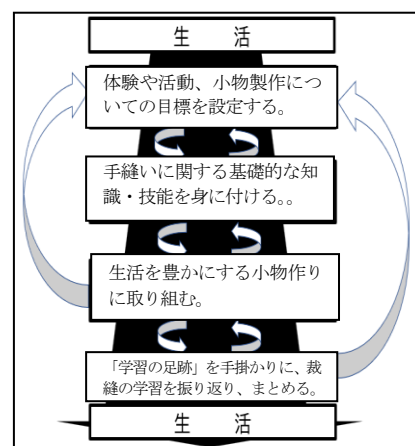 生　活
体験や活動、小物製作につ
いての目標を設定する。
手縫いに関する基礎的な知
識・技能を身に付ける。。
生活を豊かにする小物作り
に取り組む。
「学習の足跡」を手掛かりに、裁
縫の学習を振り返り、まとめる。
生　活